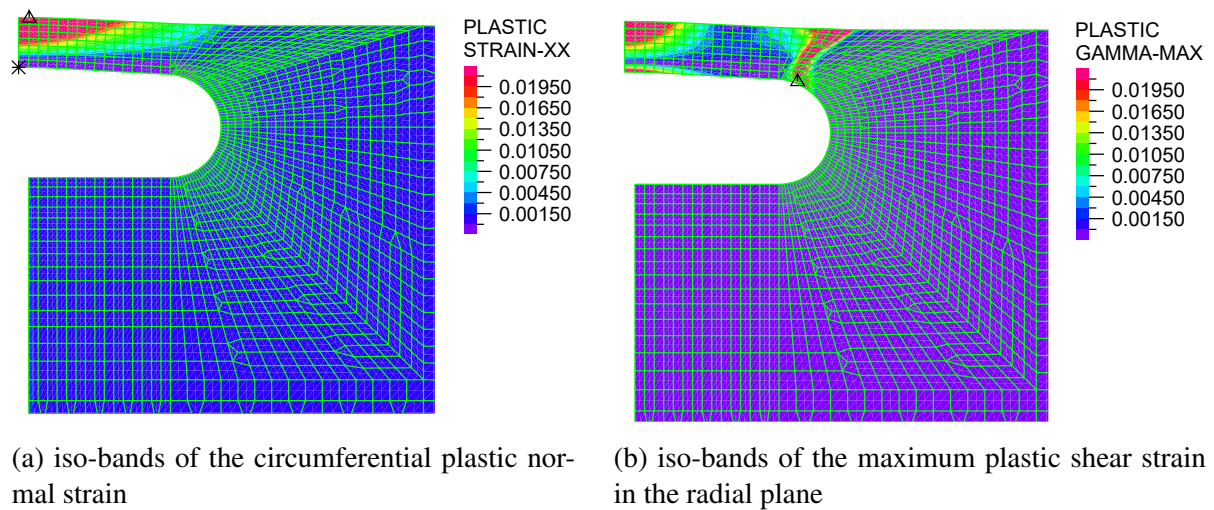 PLASTIC
STRAIN-XX
0.01950
0.01650
0.01350
0.01050
0.00750
0.00450
0.00150
PLASTIC
GAMMA-MAX
0.01950
0.01650
0.01350
0.01050
0.00750
0.00450
0.00150
(a) iso-bands of the circumferential plastic nor-
mal strain
(b) iso-bands of the maximum plastic shear strain
in the radial plane